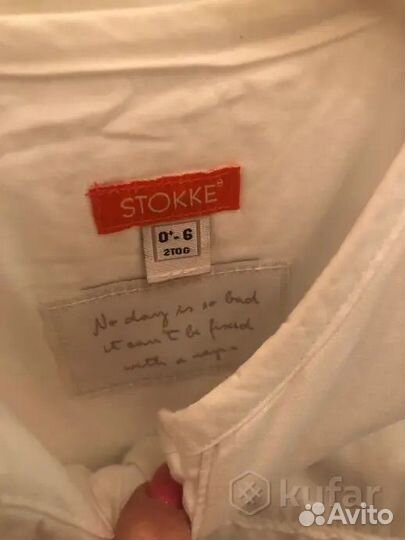 STOKKE®
0+-6
2TOG
No day is so bad
it can't be fixed
with a nap.
kufar
Avito